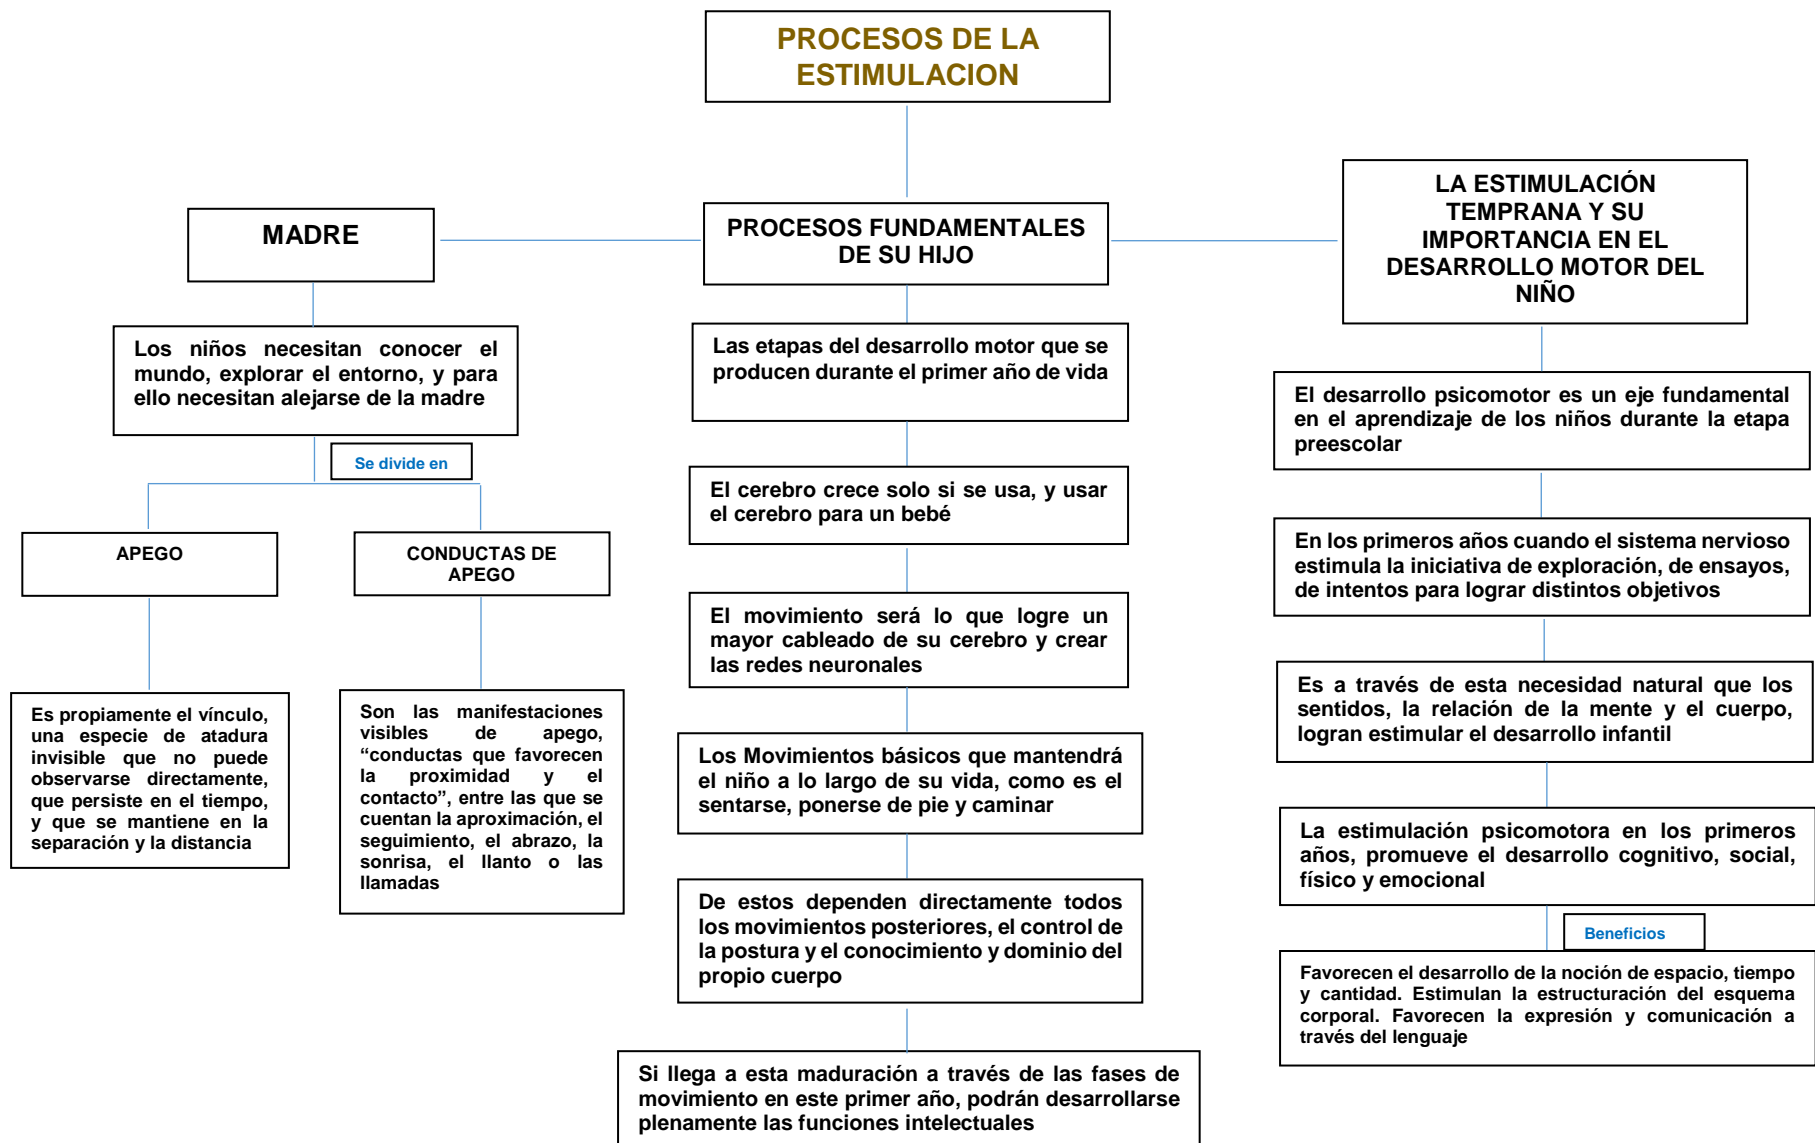 PROCESOS DE LA
ESTIMULACION
MADRE
Los niños necesitan conocer el
mundo, explorar el entorno, y para
ello necesitan alejarse de la madre
Se divide en
APEGO
Es propiamente el vínculo,
una especie de atadura
invisible que no puede
observarse directamente,
que persiste en el tiempo,
y que se mantiene en la
separación y la distancia
CONDUCTAS DE
APEGO
Son las manifestaciones
visibles de apego,
“conductas que favorecen
la proximidad y el
contacto”, entre las que se
cuentan la aproximación, el
seguimiento, el abrazo, la
sonrisa, el llanto o las
llamadas
PROCESOS FUNDAMENTALES
DE SU HIJO
Las etapas del desarrollo motor que se
producen durante el primer año de vida
El cerebro crece solo si se usa, y usar
el cerebro para un bebé
El movimiento será lo que logre un
mayor cableado de su cerebro y crear
las redes neuronales
Los Movimientos básicos que mantendrá
el niño a lo largo de su vida, como es el
sentarse, ponerse de pie y caminar
De estos dependen directamente todos
los movimientos posteriores, el control de
la postura y el conocimiento y dominio del
propio cuerpo
Si llega a esta maduración a través de las fases de
movimiento en este primer año, podrán desarrollarse
plenamente las funciones intelectuales
LA ESTIMULACIÓN
TEMPRANA Y SU
IMPORTANCIA EN EL
DESARROLLO MOTOR DEL
NIÑO
El desarrollo psicomotor es un eje fundamental
en el aprendizaje de los niños durante la etapa
preescolar
En los primeros años cuando el sistema nervioso
estimula la iniciativa de exploración, de ensayos,
de intentos para lograr distintos objetivos
Es a través de esta necesidad natural que los
sentidos, la relación de la mente y el cuerpo,
logran estimular el desarrollo infantil
La estimulación psicomotora en los primeros
años, promueve el desarrollo cognitivo, social,
físico y emocional
Beneficios
Favorecen el desarrollo de la noción de espacio, tiempo
y cantidad. Estimulan la estructuración del esquema
corporal. Favorecen la expresión y comunicación a
través del lenguaje